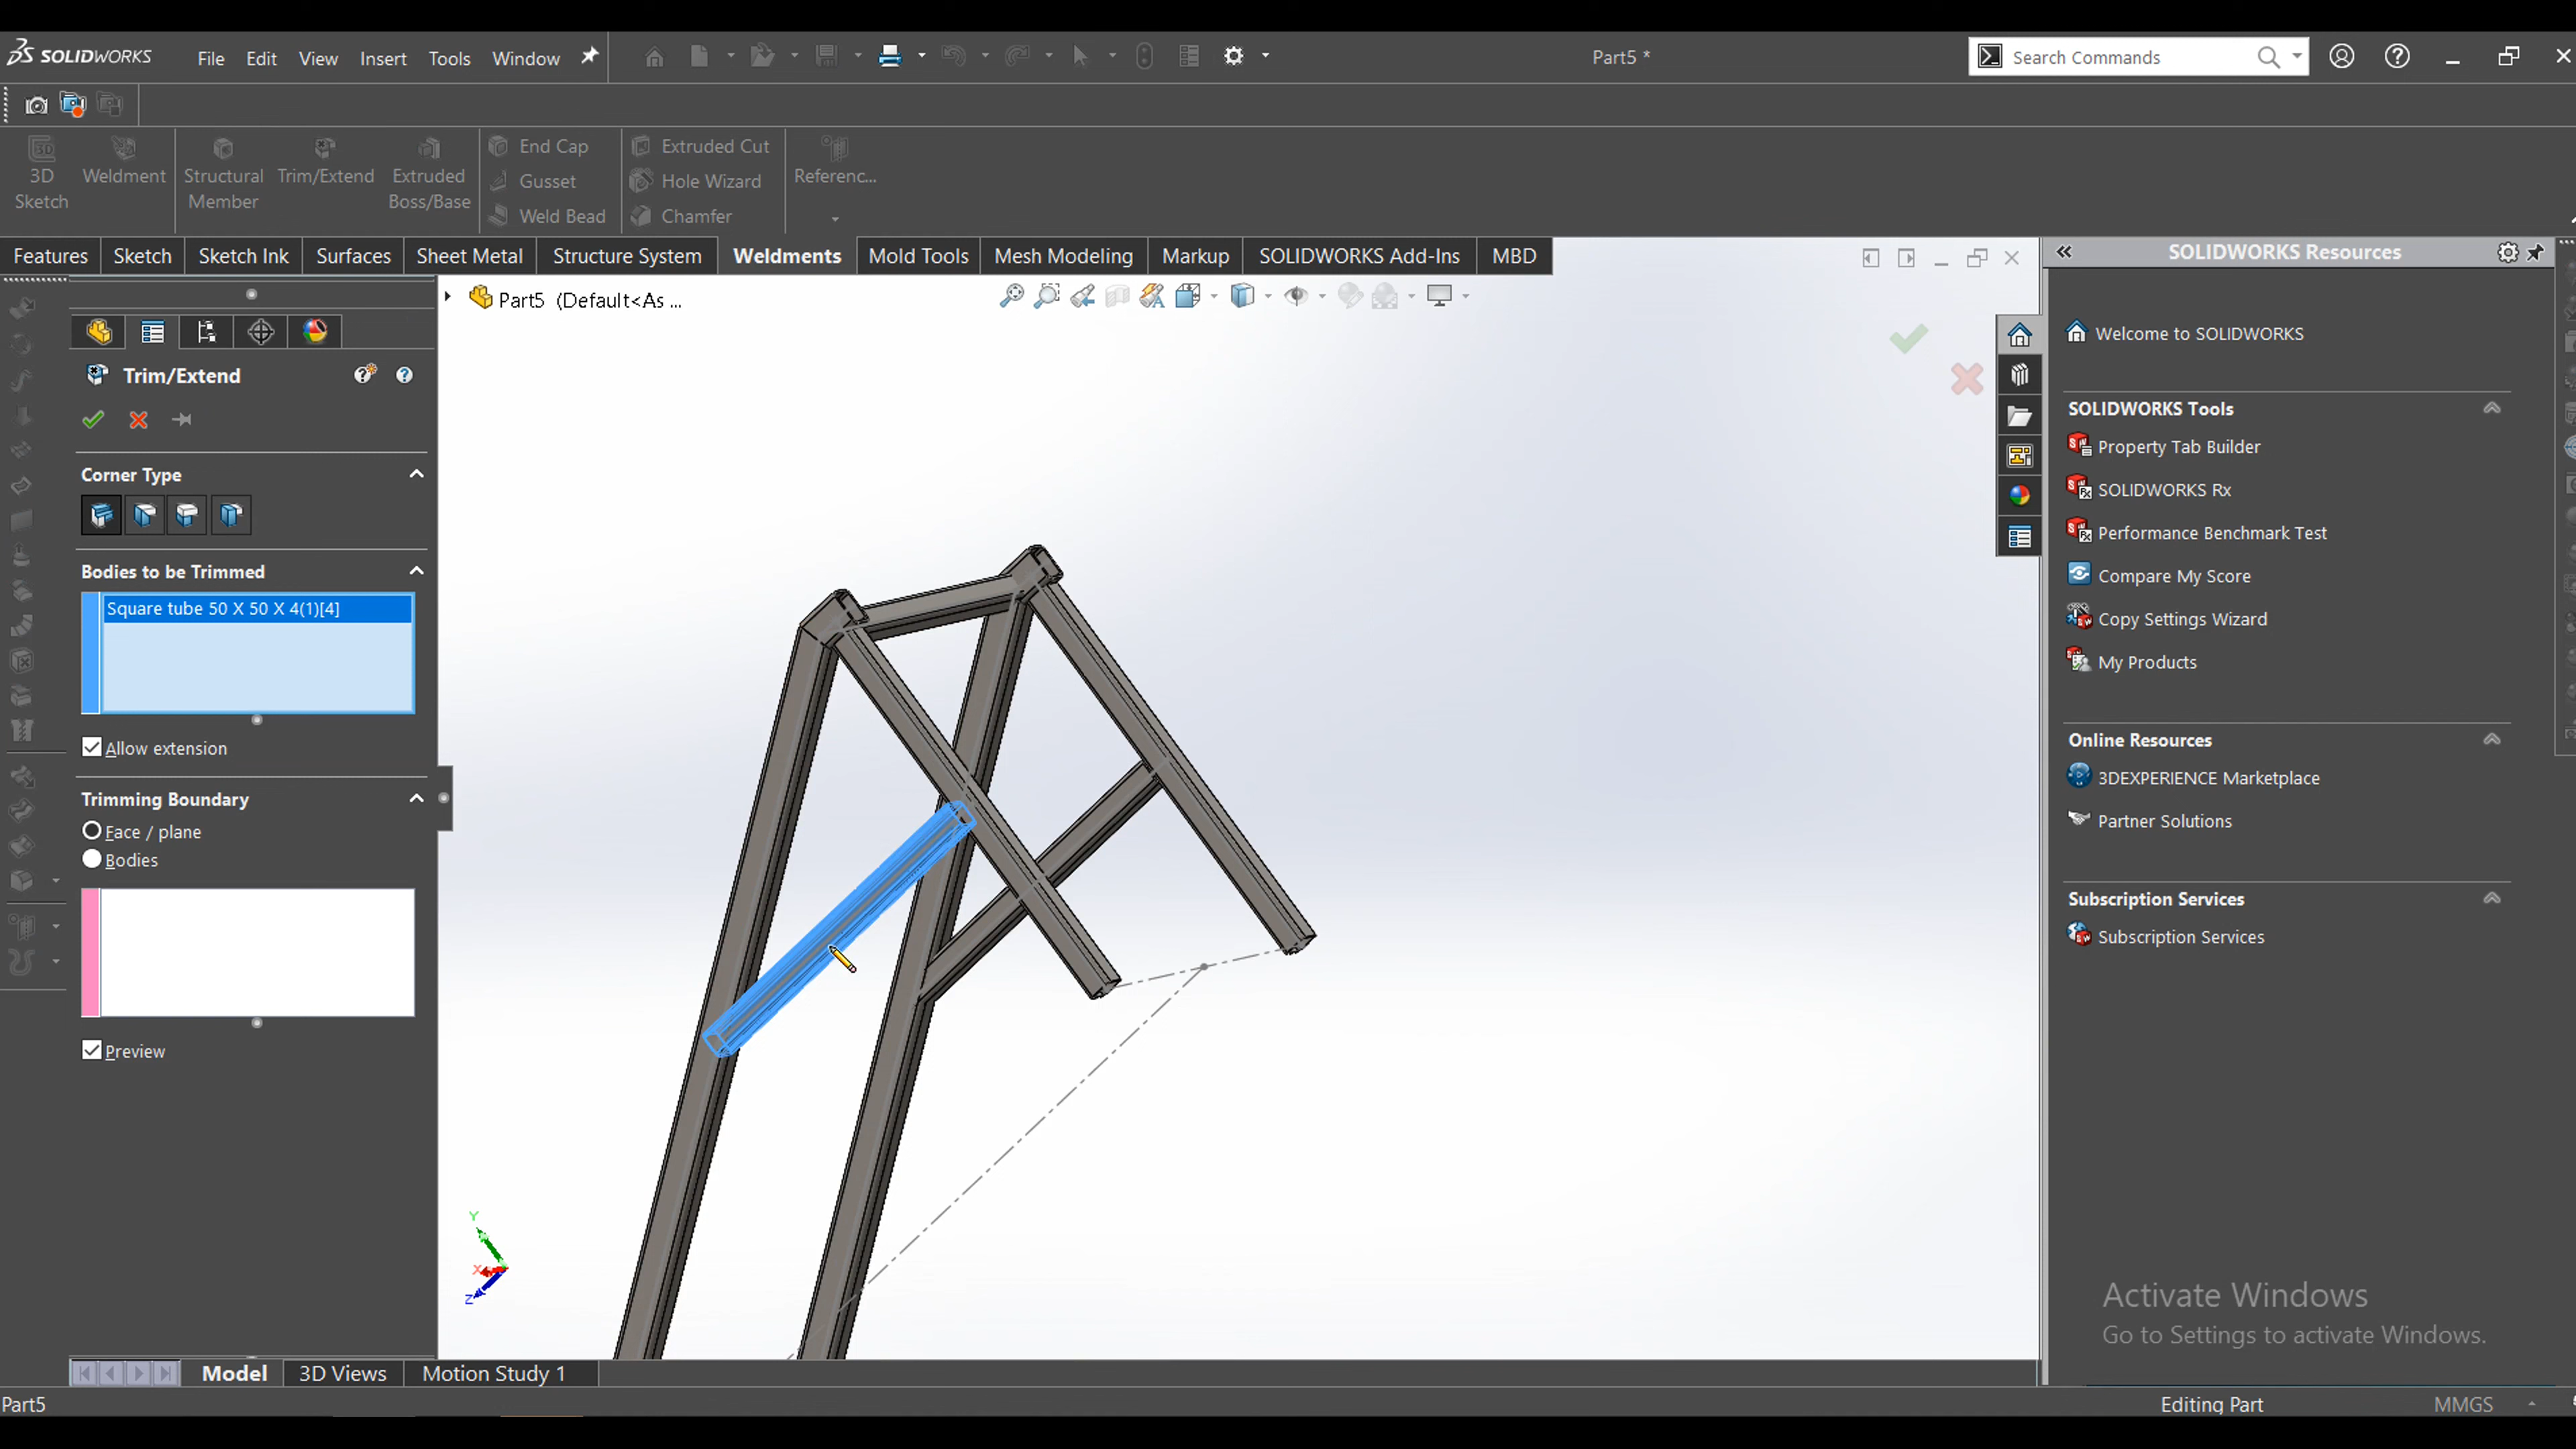 SOLIDWORKS File Edit View Insert Tools Window Part5 * Search Commands
3D Sketch
Weldment
Structural Member
Trim/Extend
Extruded Boss/Base
End Cap
Gusset
Weld Bead
Extruded Cut
Hole Wizard
Chamfer
Referenc...
Features Sketch Sketch Ink Surfaces Sheet Metal Structure System Weldments Mold Tools Mesh Modeling Markup SOLIDWORKS Add-Ins MBD
Part5 (Default<As ...
Trim/Extend
Corner Type
Bodies to be Trimmed
Square tube 50 X 50 X 4(1)[4]
Allow extension
Trimming Boundary
Face / plane
Bodies
Preview
Y
X
Z
SOLIDWORKS Resources
Welcome to SOLIDWORKS
SOLIDWORKS Tools
Property Tab Builder
SOLIDWORKS Rx
Performance Benchmark Test
Compare My Score
Copy Settings Wizard
My Products
Online Resources
3DEXPERIENCE Marketplace
Partner Solutions
Subscription Services
Subscription Services
Activate Windows
Go to Settings to activate Windows.
Model 3D Views Motion Study 1
Part5 Editing Part MMGS